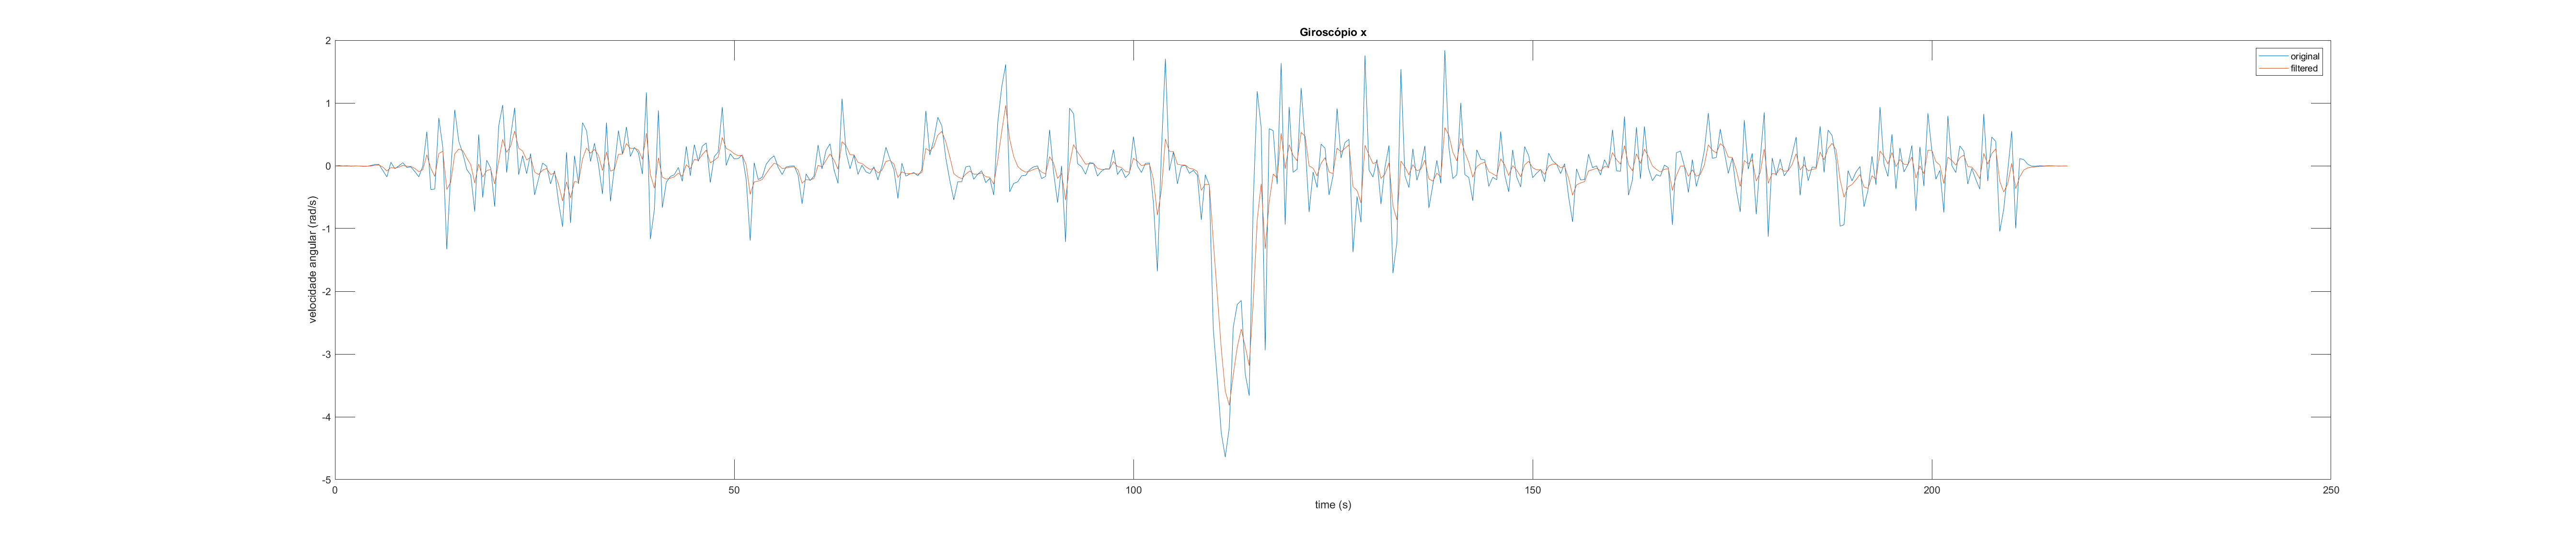 Giroscópio x
original
filtered
2
1
0
-1
-2
-3
-4
-5
velocidade angular (rad/s)
0
50
100
150
200
250
time (s)